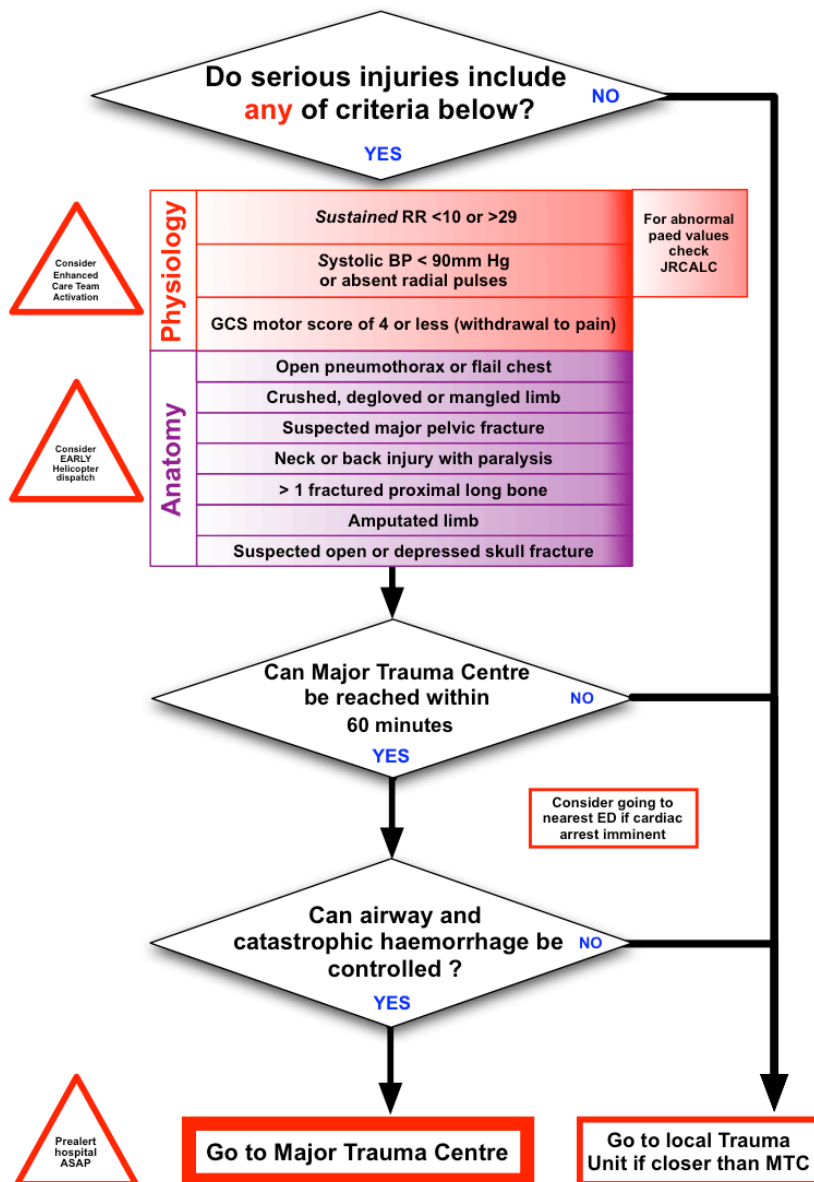 Do serious injuries include
any of criteria below?
NO
YES
Consider
Enhanced
Care Team
Activation
Physiology
Sustained RR <10 or >29
Systolic BP < 90mm Hg
or absent radial pulses
GCS motor score of 4 or less (withdrawal to pain)
For abnormal
paed values
check
JRCALC
Consider
EARLY
Helicopter
dispatch
Anatomy
Open pneumothorax or flail chest
Crushed, degloved or mangled limb
Suspected major pelvic fracture
Neck or back injury with paralysis
> 1 fractured proximal long bone
Amputated limb
Suspected open or depressed skull fracture
Can Major Trauma Centre
be reached within
60 minutes
NO
YES
Consider going to
nearest ED if cardiac
arrest imminent
Can airway and
catastrophic haemorrhage be
controlled ?
NO
YES
Prealert
hospital
ASAP
Go to Major Trauma Centre
Go to local Trauma
Unit if closer than MTC